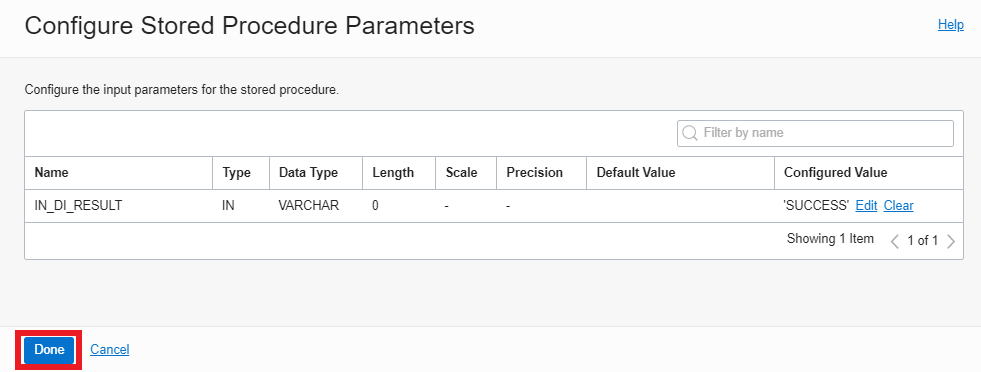 Configure Stored Procedure Parameters
Help
Configure the input parameters for the stored procedure.
Filter by name
Name Type Data Type Length Scale Precision Default Value Configured Value
IN_DI_RESULT IN VARCHAR 0 - - 'SUCCESS' Edit Clear
Showing 1 Item 1 of 1
Done Cancel